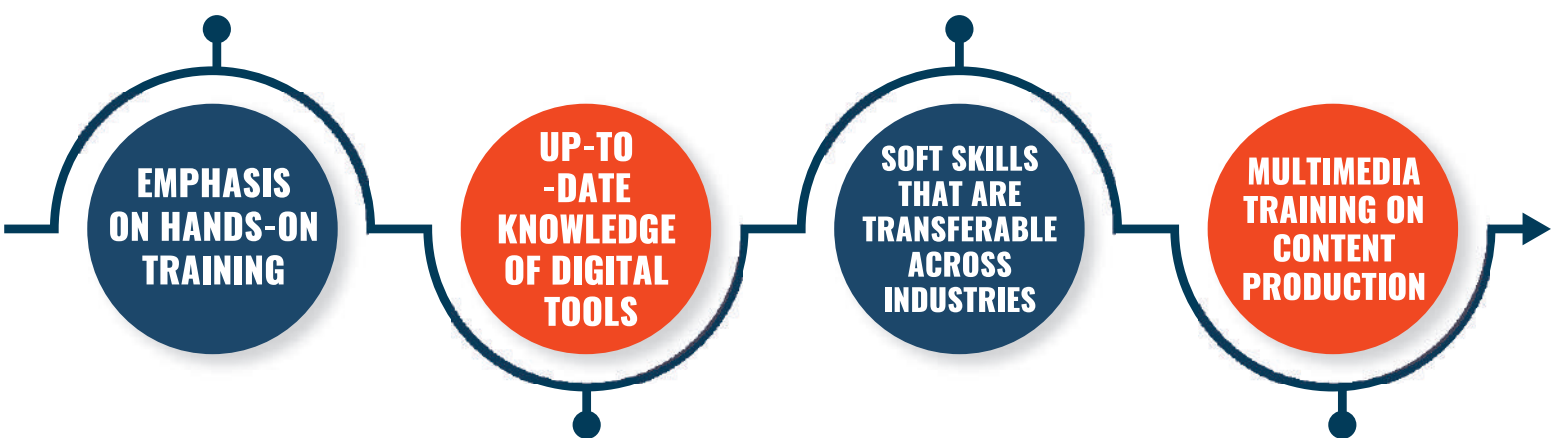 EMPHASIS
ON HANDS-ON
TRAINING
UP-TO
-DATE
KNOWLEDGE
OF DIGITAL
TOOLS
SOFT SKILLS
THAT ARE
TRANSFERABLE
ACROSS
INDUSTRIES
MULTIMEDIA
TRAINING ON
CONTENT
PRODUCTION